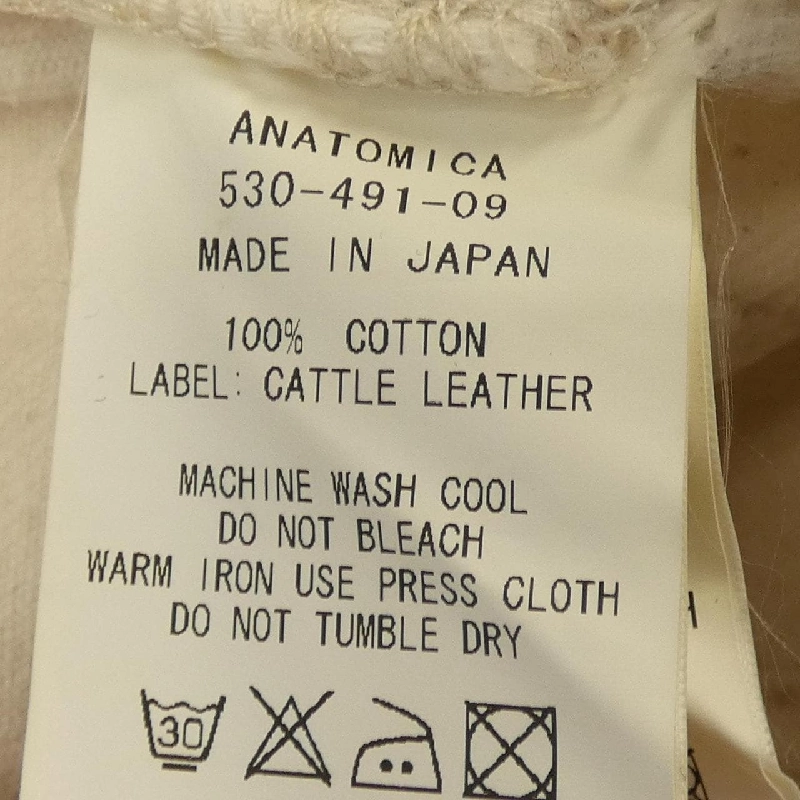 ANATOMICA
530-491-09
MADE IN JAPAN
100% COTTON
LABEL: CATTLE LEATHER
MACHINE WASH COOL
DO NOT BLEACH
WARM IRON USE PRESS CLOTH
DO NOT TUMBLE DRY
30